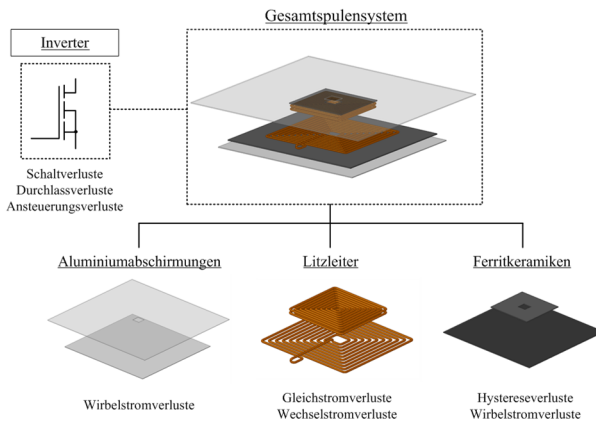 Gesamtspulensystem
Inverter
Schaltverluste
Durchlassverluste
Ansteuerungsverluste
Aluminiumabschirmungen
Litzleiter
Ferritkeramiken
Wirbelstromverluste
Gleichstromverluste
Wechselstromverluste
Hystereseverluste
Wirbelstromverluste